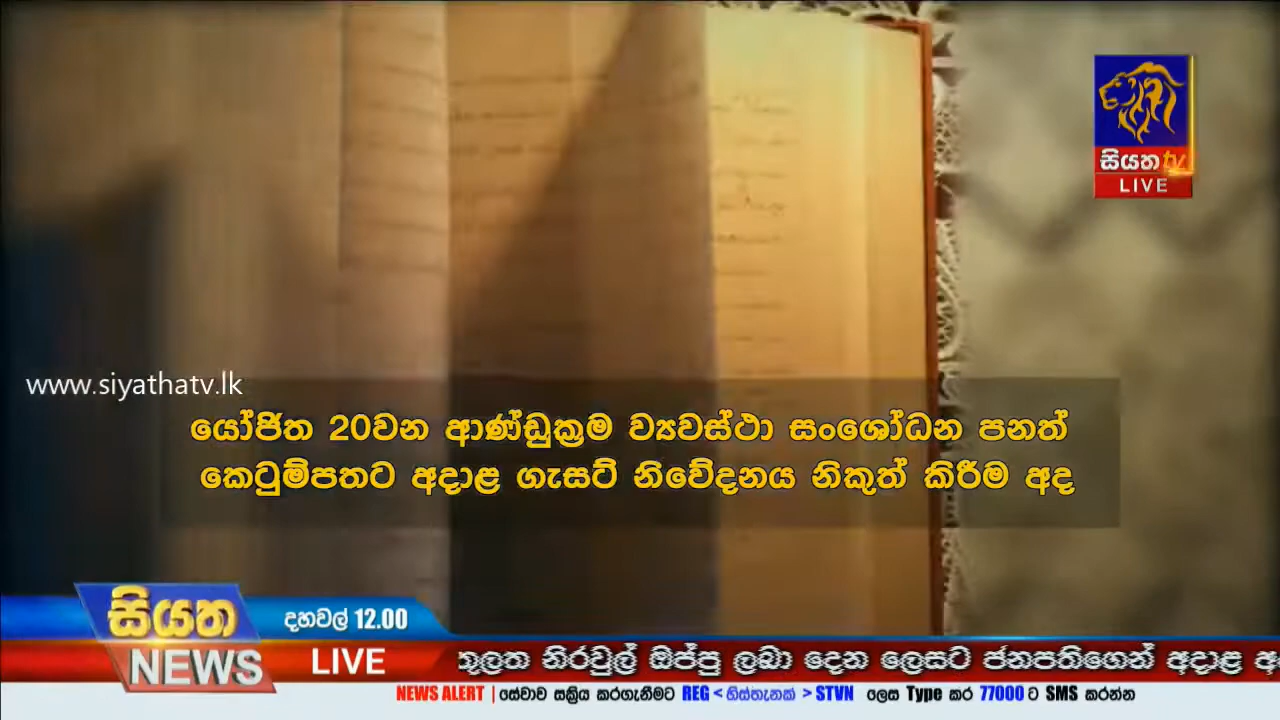 සියත tv
LIVE
www.siyathatv.lk
යෝජිත 20වන ආණ්ඩුක්‍රම ව්‍යවස්ථා සංශෝධන පනත්
කෙටුම්පතට අදාළ ගැසට් නිවේදනය නිකුත් කිරීම අද
සියත
NEWS
දහවල් 12.00
LIVE
තුලත නිරවුල් ඔප්පු ලබා දෙන ලෙසට ජනපතිගෙන් අදාළ
NEWS ALERT | සේවාව සක්‍රිය කරගැනීමට REG < හිස්තැනක් > STVN ලෙස Type කර 77000 ට SMS කරන්න